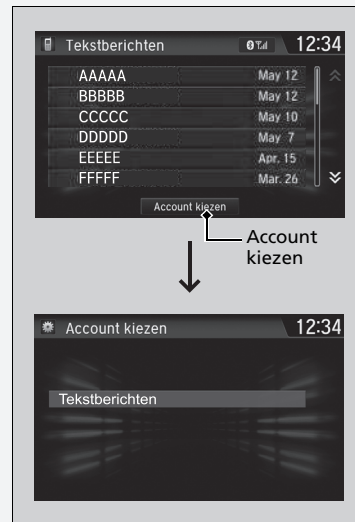 Tekstberichten 12:34
AAAAA May 12
BBBBB May 12
CCCCC May 10
DDDDD May 7
EEEEE Apr. 15
FFFFF Mar. 26
Account kiezen
Account
kiezen
Account kiezen 12:34
Tekstberichten